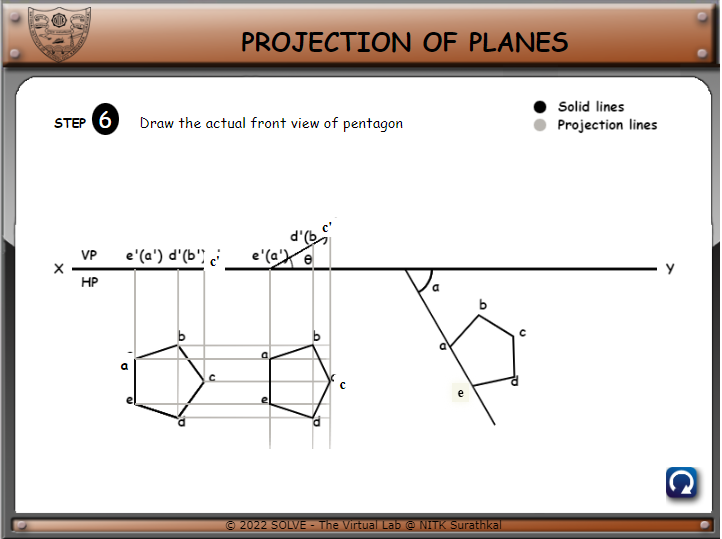 PROJECTION OF PLANES
STEP 6 Draw the actual front view of pentagon
Solid lines
Projection lines
c'
d'(b
VP e'(a') d'(b') c' e'(a') θ
X Y
HP
a
b b b
c
a a a
c c
e e e d
d d
© 2022 SOLVE - The Virtual Lab @ NITK Surathkal